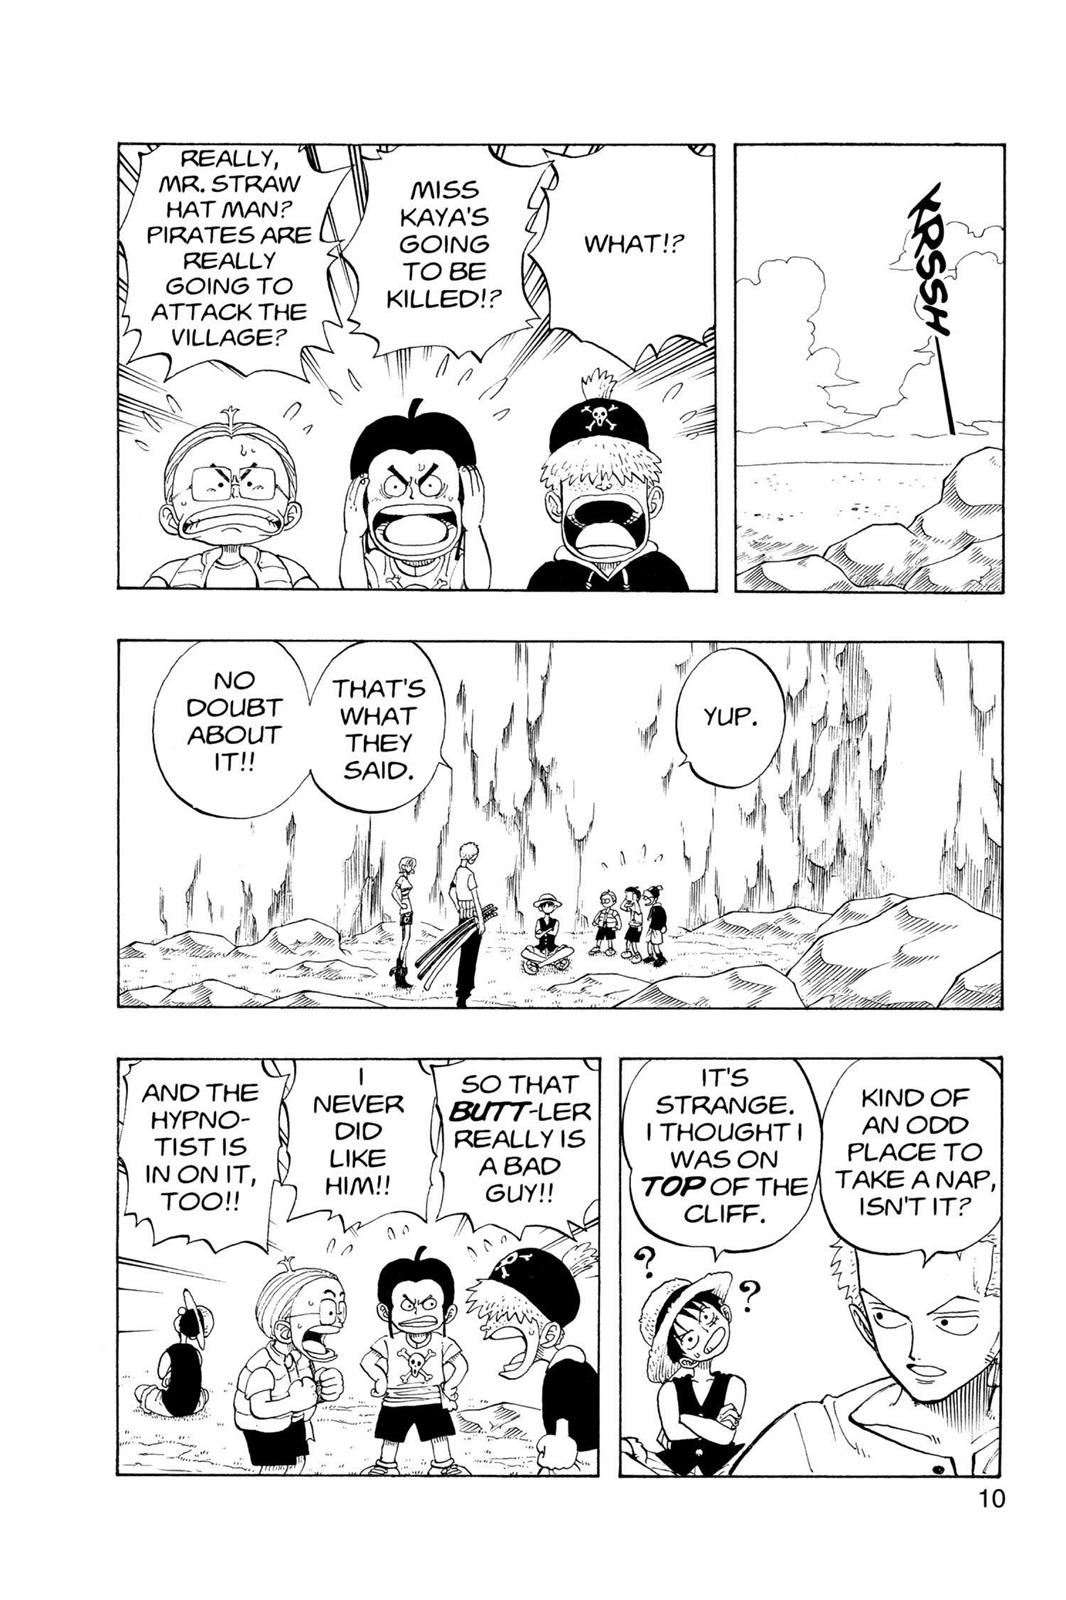 KRSSH
WHAT!?
MISS
KAYA'S
GOING
TO BE
KILLED!?
REALLY,
MR. STRAW
HAT MAN?
PIRATES ARE
REALLY
GOING TO
ATTACK THE
VILLAGE?
YUP.
THAT'S
WHAT
THEY
SAID.
NO
DOUBT
ABOUT
IT!!
KIND OF
AN ODD
PLACE TO
TAKE A NAP,
ISN'T IT?
IT'S
STRANGE.
I THOUGHT I
WAS ON
TOP OF THE
CLIFF.
?
?
SO THAT
BUTT-LER
REALLY IS
A BAD
GUY!!
I
NEVER
DID
LIKE
HIM!!
AND THE
HYPNO-
TIST IS
IN ON IT,
TOO!!
10